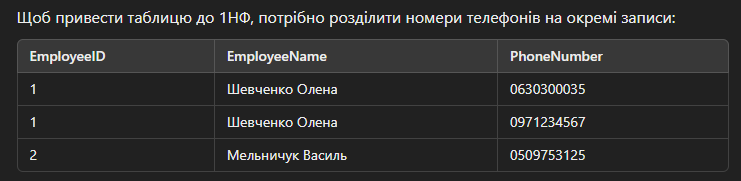 Щоб привести таблицю до 1НФ, потрібно розділити номери телефонів на окремі записи:
EmployeeID EmployeeName PhoneNumber
1 Шевченко Олена 0630300035
1 Шевченко Олена 0971234567
2 Мельничук Василь 0509753125